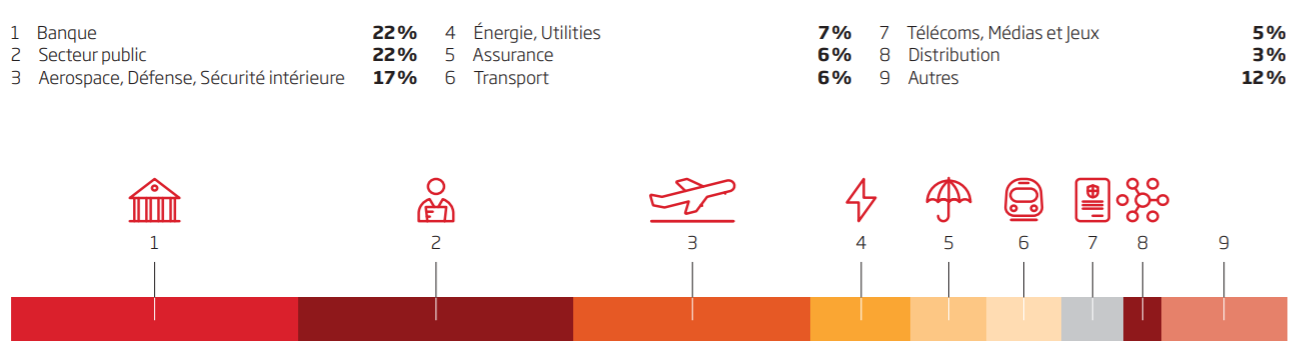 1 Banque 22 % 4 Énergie, Utilities 7 % 7 Télécoms, Médias et Jeux 5 %
2 Secteur public 22 % 5 Assurance 6 % 8 Distribution 3 %
3 Aerospace, Défense, Sécurité intérieure 17 % 6 Transport 6 % 9 Autres 12 %
1 2 3 4 5 6 7 8 9